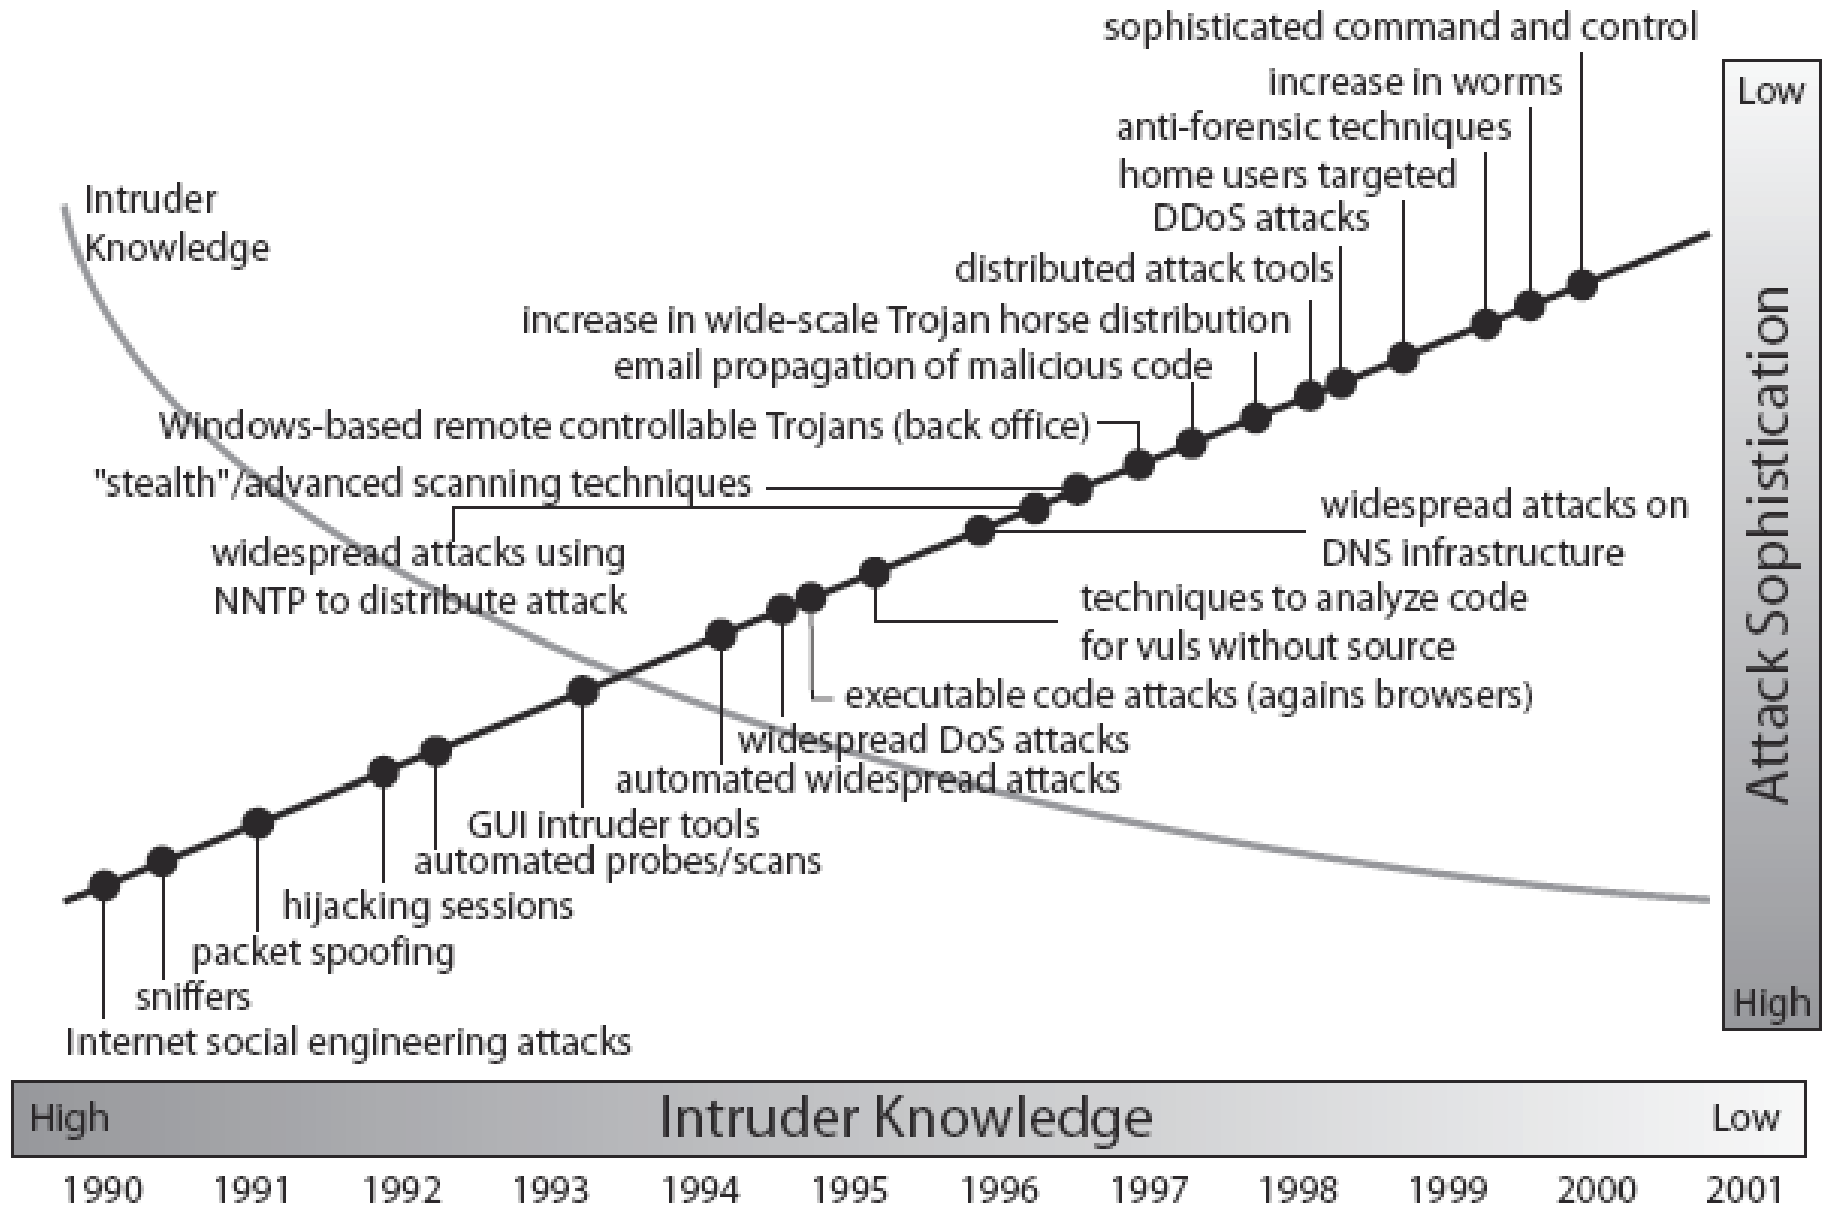 sophisticated command and control
increase in worms
Low
anti-forensic techniques
home users targeted
Intruder
Knowledge
DDoS attacks
distributed attack tools
increase in wide-scale Trojan horse distribution
email propagation of malicious code
Windows-based remote controllable Trojans (back office)
"stealth"/advanced scanning techniques
widespread attacks using
NNTP to distribute attack
widespread attacks on
DNS infrastructure
techniques to analyze code
for vuls without source
executable code attacks (agains browsers)
widespread DoS attacks
automated widespread attacks
GUI intruder tools
automated probes/scans
hijacking sessions
packet spoofing
sniffers
Internet social engineering attacks
Attack Sophistication
High
High Intruder Knowledge Low
1990 1991 1992 1993 1994 1995 1996 1997 1998 1999 2000 2001